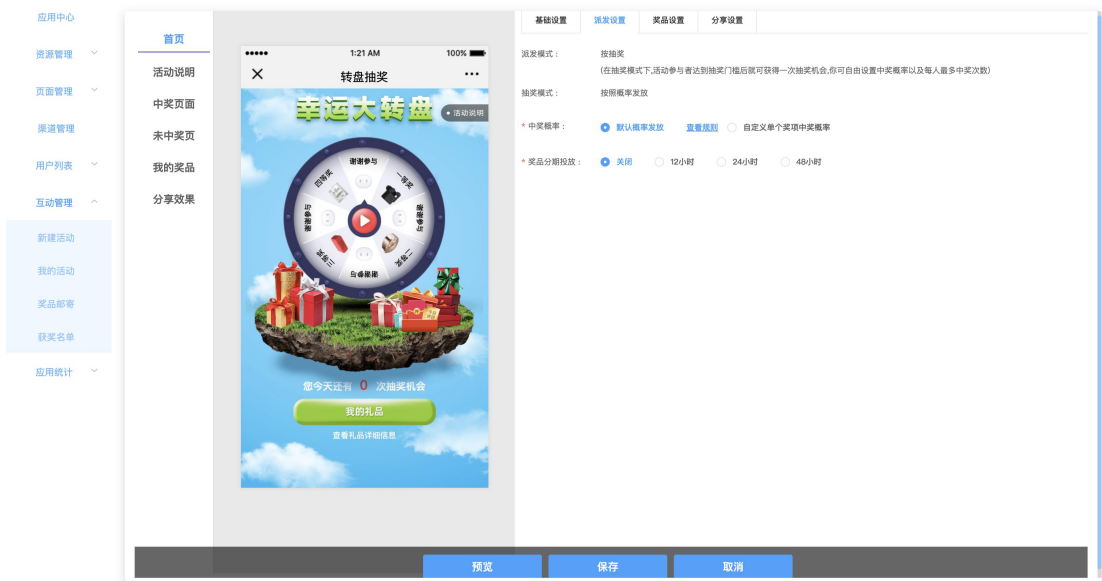 应用中心
资源管理
页面管理
渠道管理
用户列表
互动管理
新建活动
我的活动
奖品邮寄
获奖名单
应用统计
首页
活动说明
中奖页面
未中奖页
我的奖品
分享效果
1:21 AM
100%
转盘抽奖
幸运大转盘
活动说明
谢谢参与
一等奖
谢谢参与
二等奖
谢谢参与
三等奖
谢谢参与
四等奖
您今天还有 0 次抽奖机会
我的礼品
查看礼品详细信息
基础设置 派发设置 奖品设置 分享设置
派发模式： 按抽奖
(在抽奖模式下,活动参与者达到抽奖门槛后就可获得一次抽奖机会,你可自由设置中奖概率以及每人最多中奖次数)
抽奖模式： 按照概率发放
* 中奖概率： 默认概率发放 查看规则 自定义单个奖项中奖概率
* 奖品分期投放： 关闭 12小时 24小时 48小时
预览 保存 取消